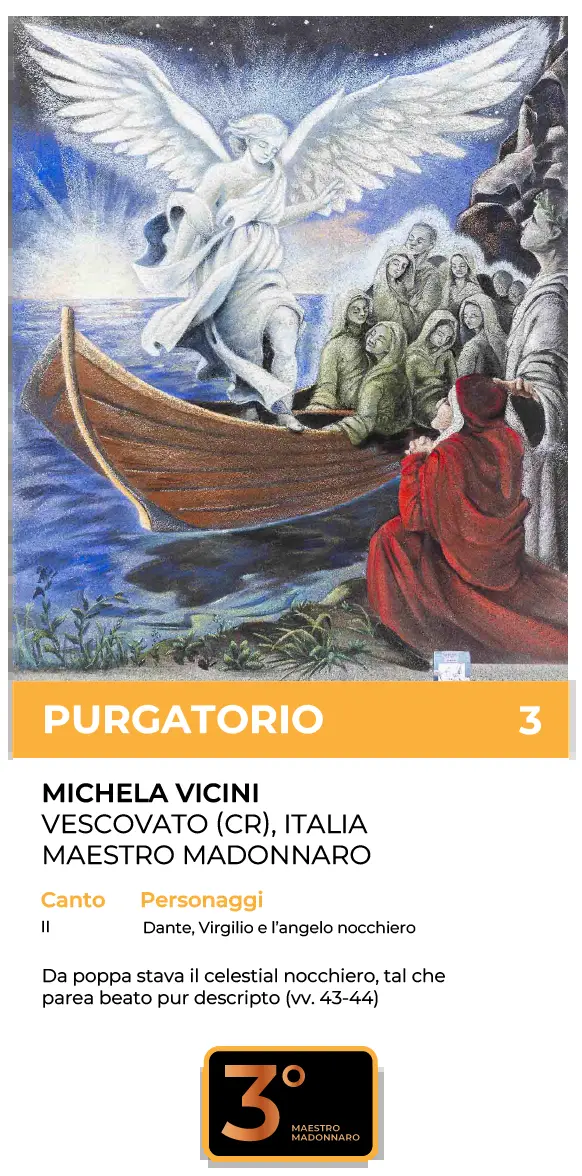 PURGATORIO 3
MICHELA VICINI
VESCOVATO (CR), ITALIA
MAESTRO MADONNARO
Canto Personaggi
II Dante, Virgilio e l’angelo nocchiero
Da poppa stava il celestial nocchiero, tal che
parea beato pur descripto (vv. 43-44)
3°
MAESTRO
MADONNARO